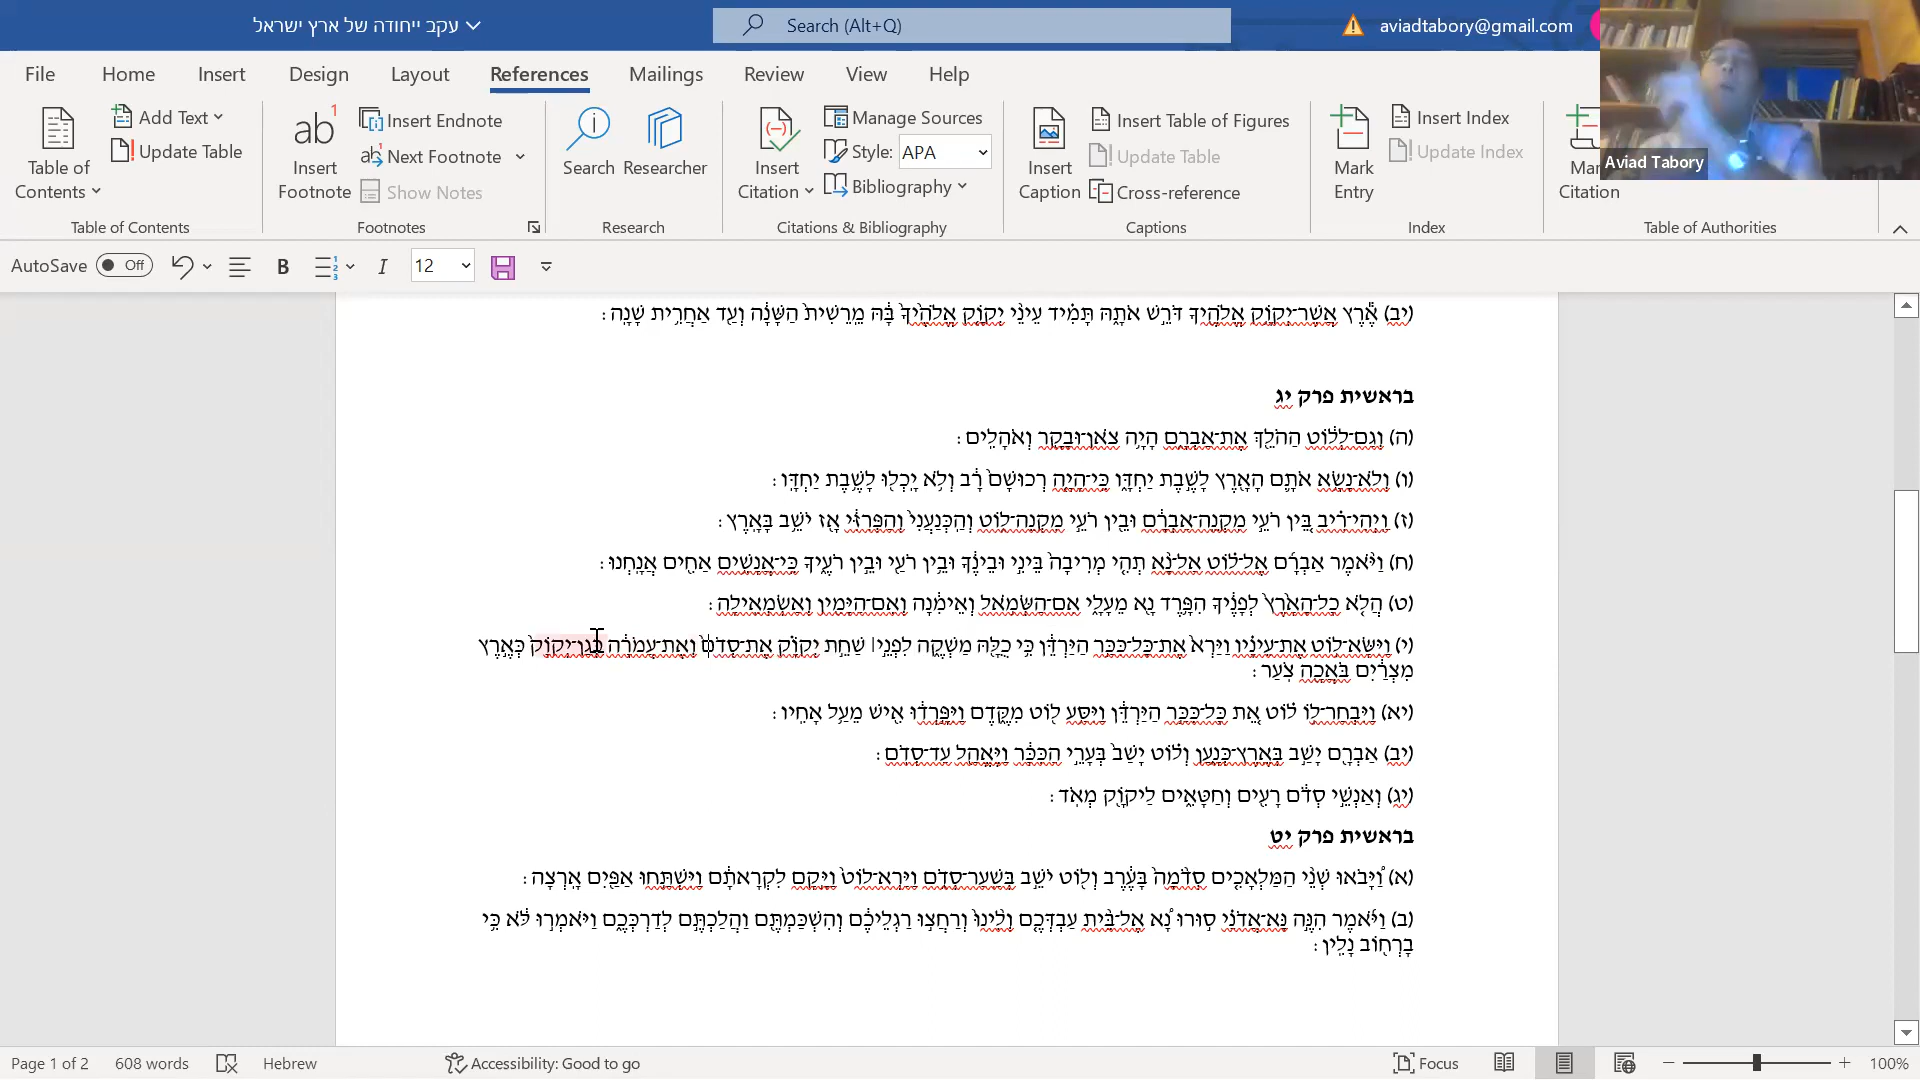 עקב ייחודה של ארץ ישראל
Search (Alt+Q)
aviadtabory@gmail.com
File Home Insert Design Layout References Mailings Review View Help
Table of Contents
Add Text
Update Table
Table of Contents
ab Insert Footnote
Insert Endnote
Next Footnote
Show Notes
Footnotes
Search
Researcher
Research
Insert Citation
Manage Sources
Style: APA
Bibliography
Citations & Bibliography
Insert Caption
Insert Table of Figures
Update Table
Cross-reference
Captions
Mark Entry
Insert Index
Update Index
Index
Citation
Table of Authorities
Aviad Tabory
AutoSave Off B I 12
(יב) אֶ֕רֶץ אֲשֶׁר־יְקֹוָ֥ק אֱלֹהֶ֖יךָ דֹּרֵ֣שׁ אֹתָ֑הּ תָּמִ֗יד עֵינֵ֨י יְקֹוָ֤ק אֱלֹהֶ֙יךָ֙ בָּ֔הּ מֵֽרֵשִׁית֙ הַשָּׁנָ֔ה וְעַ֖ד אַחֲרִ֥ית שָׁנָֽה:
בראשית פרק יג
(ה) וְגַם־לְל֔וֹט הַהֹלֵ֖ךְ אֶת־אַבְרָ֑ם הָיָ֥ה צֹאן־וּבָקָ֖ר וְאֹהָלִֽים:
(ו) וְלֹא־נָשָׂ֥א אֹתָ֛ם הָאָ֖רֶץ לָשֶׁ֣בֶת יַחְדָּ֑ו כִּֽי־הָיָ֤ה רְכוּשָׁם֙ רָ֔ב וְלֹ֥א יָֽכְל֖וּ לָשֶׁ֥בֶת יַחְדָּֽו:
(ז) וַֽיְהִי־רִ֗יב בֵּ֚ין רֹעֵ֣י מִקְנֵֽה־אַבְרָ֔ם וּבֵ֖ין רֹעֵ֣י מִקְנֵה־ל֑וֹט וְהַֽכְּנַעֲנִי֙ וְהַפְּרִזִּ֔י אָ֖ז יֹשֵׁ֥ב בָּאָֽרֶץ:
(ח) וַיֹּ֨אמֶר אַבְרָ֜ם אֶל־ל֗וֹט אַל־נָ֨א תְהִ֤י מְרִיבָה֙ בֵּינִ֣י וּבֵינֶ֔ךָ וּבֵ֥ין רֹעַ֖י וּבֵ֣ין רֹעֶ֑יךָ כִּֽי־אֲנָשִׁ֥ים אַחִ֖ים אֲנָֽחְנוּ:
(ט) הֲלֹ֤א כָל־הָאָ֙רֶץ֙ לְפָנֶ֔יךָ הִפָּ֥רֶד נָ֖א מֵעָלָ֑י אִם־הַשְּׂמֹ֣אל וְאֵימִ֔נָה וְאִם־הַיָּמִ֖ין וְאַשְׂמְאִֽילָה:
(י) וַיִּשָּׂא־ל֣וֹט אֶת־עֵינָ֗יו וַיַּרְא֙ אֶת־כָּל־כִּכַּ֣ר הַיַּרְדֵּ֔ן כִּ֥י כֻלָּ֖הּ מַשְׁקֶ֑ה לִפְנֵ֣י׀ שַׁחֵ֣ת יְקֹוָ֗ק אֶת־סְדֹם֙ וְאֶת־עֲמֹרָ֔ה כְּגַן־יְקֹוָק֙ כְּאֶ֣רֶץ
מִצְרַ֔יִם בֹּאֲכָ֖ה צֹֽעַר:
(יא) וַיִּבְחַר־ל֣וֹ ל֗וֹט אֵ֚ת כָּל־כִּכַּ֣ר הַיַּרְדֵּ֔ן וַיִּסַּ֥ע ל֖וֹט מִקֶּ֑דֶם וַיִּפָּ֣רְד֔וּ אִ֖ישׁ מֵעַ֥ל אָחִֽיו:
(יב) אַבְרָ֖ם יָשַׁ֣ב בְּאֶֽרֶץ־כְּנָ֑עַן וְל֗וֹט יָשַׁב֙ בְּעָרֵ֣י הַכִּכָּ֔ר וַיֶּאֱהַ֖ל עַד־סְדֹֽם:
(יג) וְאַנְשֵׁ֣י סְדֹ֔ם רָעִ֖ים וְחַטָּאִ֑ים לַיקֹוָ֖ק מְאֹֽד:
בראשית פרק יט
(א) וַ֠יָּבֹאוּ שְׁנֵ֨י הַמַּלְאָכִ֤ים סְדֹ֙מָה֙ בָּעֶ֔רֶב וְל֖וֹט יֹשֵׁ֣ב בְּשַֽׁעַר־סְדֹ֑ם וַיַּרְא־לוֹט֙ וַיָּ֣קָם לִקְרָאתָ֔ם וַיִּשְׁתַּ֥חוּ אַפַּ֖יִם אָֽרְצָה:
(ב) וַיֹּ֜אמֶר הִנֶּ֣ה נָּא־אֲדֹנַ֗י ס֣וּרוּ נָ֠א אֶל־בֵּ֨ית עַבְדְּכֶ֤ם וְלִ֙ינוּ֙ וְרַחֲצ֣וּ רַגְלֵיכֶ֔ם וְהִשְׁכַּמְתֶּ֖ם וַהֲלַכְתֶּ֣ם לְדַרְכְּכֶ֑ם וַיֹּאמְר֣וּ לֹּ֔א כִּ֥י
בָרְח֖וֹב נָלִֽין:
Page 1 of 2 608 words Hebrew Accessibility: Good to go Focus 100%